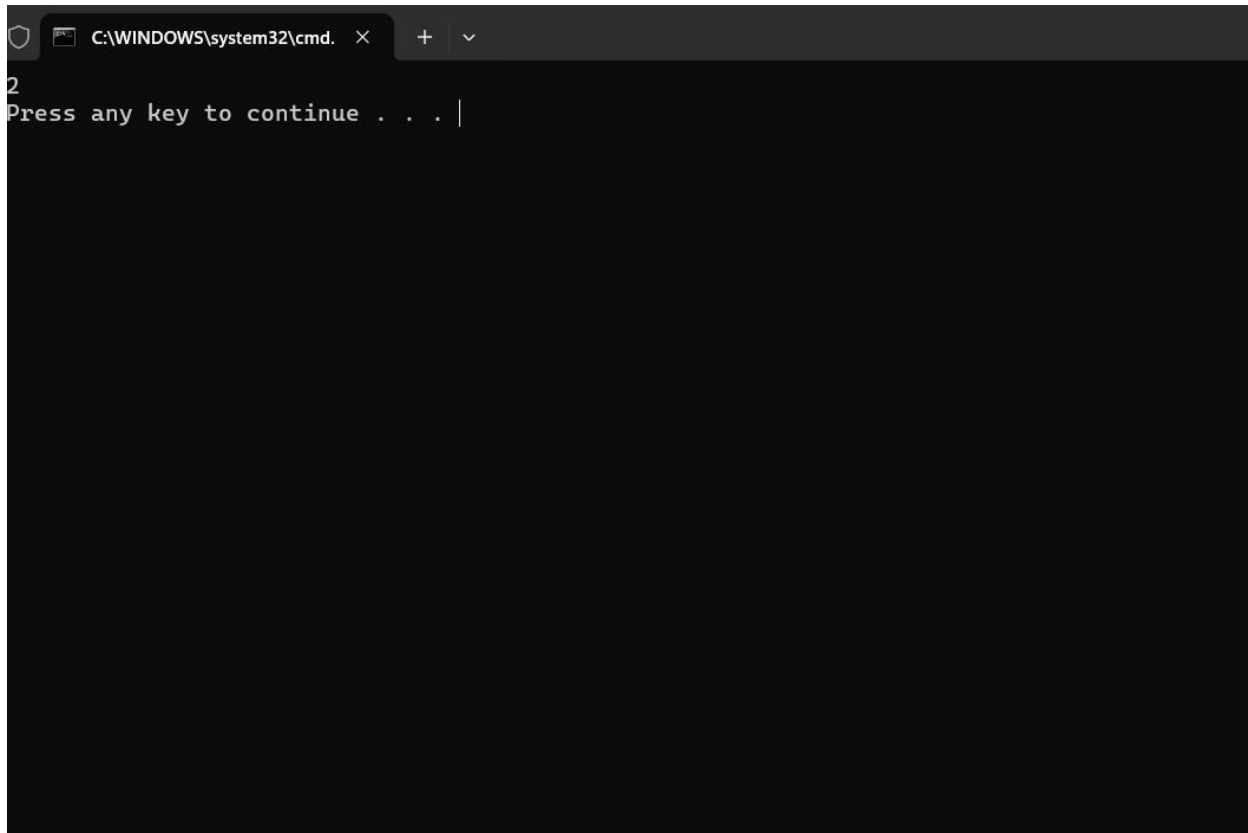 C:\WINDOWS\system32\cmd.
2
Press any key to continue . . .